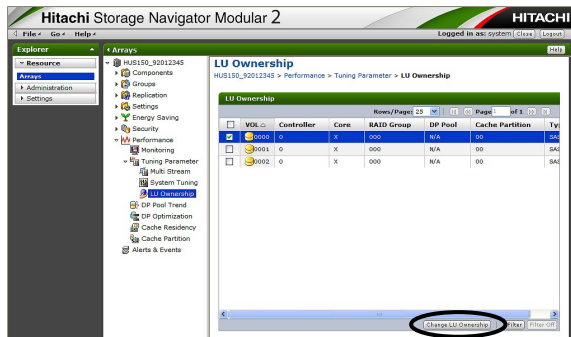 Hitachi Storage Navigator Modular 2
HITACHI
File Go Help
Logged in as: system Close Logout
Explorer
Arrays
Help
Resource
Arrays
Administration
Settings
HUS150_92012345
Components
Groups
Replication
Settings
Energy Saving
Security
Performance
Monitoring
Tuning Parameter
Multi Stream
System Tuning
LU Ownership
DP Pool Trend
DP Optimization
Cache Residency
Cache Partition
Alerts & Events
LU Ownership
HUS150_92012345 > Performance > Tuning Parameter > LU Ownership
LU Ownership
Rows/Page: 25 Page 1 of 1
VOL Controller Core RAID Group DP Pool Cache Partition Ty
0000 0 X 000 N/A 00 SAS
0001 0 X 000 N/A 00 SAS
0002 0 X 000 N/A 00 SAS
Change LU Ownership Filter Filter Off